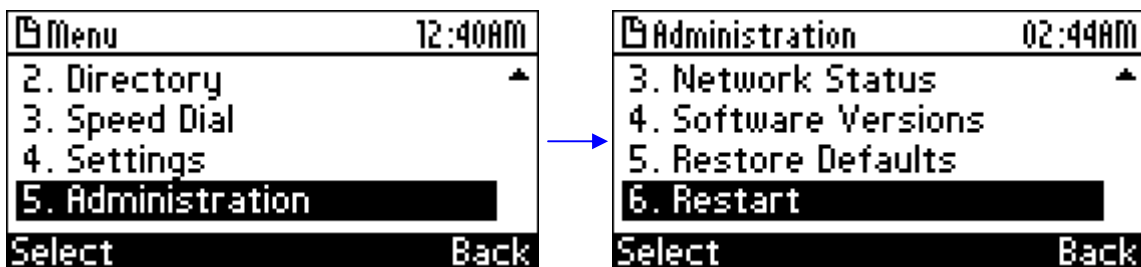 Menu 12:40AM
2. Directory
3. Speed Dial
4. Settings
5. Administration
Select Back
Administration 02:44AM
3. Network Status
4. Software Versions
5. Restore Defaults
6. Restart
Select Back